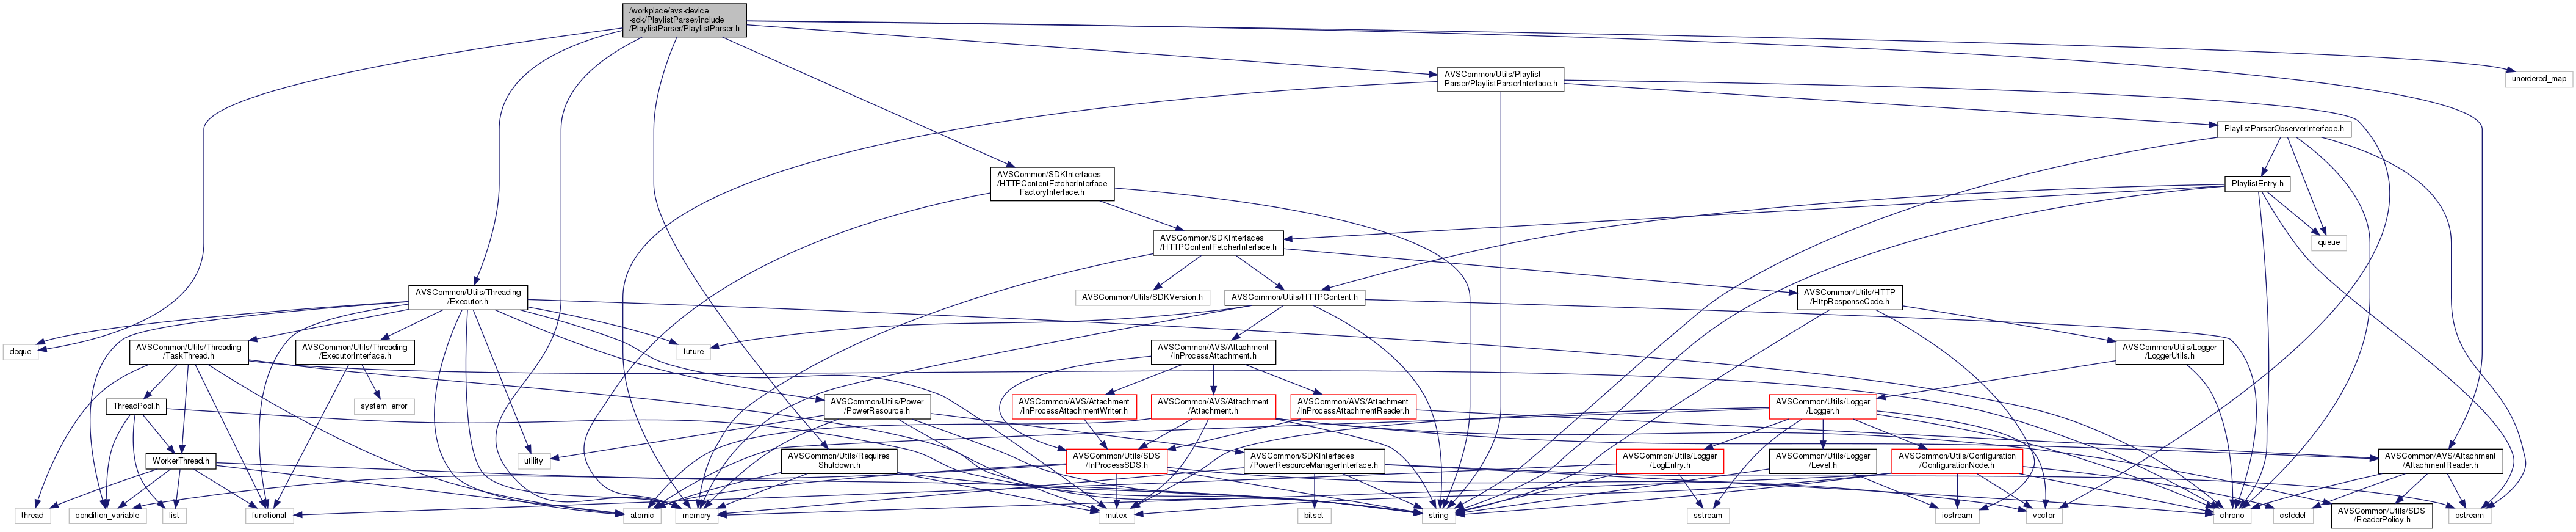 /workplace/avs-device
-sdk/PlaylistParser/include
/PlaylistParser/PlaylistParser.h
AVSCommon/Utils/Playlist
Parser/PlaylistParserInterface.h
unordered_map
PlaylistParserObserverInterface.h
AVSCommon/SDKInterfaces
/HTTPContentFetcherInterface
FactoryInterface.h
PlaylistEntry.h
AVSCommon/SDKInterfaces
/HTTPContentFetcherInterface.h
queue
AVSCommon/Utils/Threading
/Executor.h
AVSCommon/Utils/SDKVersion.h
AVSCommon/Utils/HTTPContent.h
AVSCommon/Utils/HTTP
/HttpResponseCode.h
deque
AVSCommon/Utils/Threading
/TaskThread.h
AVSCommon/Utils/Threading
/ExecutorInterface.h
future
AVSCommon/AVS/Attachment
/InProcessAttachment.h
AVSCommon/Utils/Logger
/LoggerUtils.h
ThreadPool.h
system_error
AVSCommon/Utils/Power
/PowerResource.h
AVSCommon/AVS/Attachment
/InProcessAttachmentWriter.h
AVSCommon/AVS/Attachment
/Attachment.h
AVSCommon/AVS/Attachment
/InProcessAttachmentReader.h
AVSCommon/Utils/Logger
/Logger.h
WorkerThread.h
utility
AVSCommon/Utils/Requires
Shutdown.h
AVSCommon/Utils/SDS
/InProcessSDS.h
AVSCommon/SDKInterfaces
/PowerResourceManagerInterface.h
AVSCommon/Utils/Logger
/LogEntry.h
AVSCommon/Utils/Logger
/Level.h
AVSCommon/Utils/Configuration
/ConfigurationNode.h
AVSCommon/AVS/Attachment
/AttachmentReader.h
thread
condition_variable
list
functional
atomic
memory
mutex
bitset
string
sstream
iostream
vector
chrono
cstddef
AVSCommon/Utils/SDS
/ReaderPolicy.h
ostream